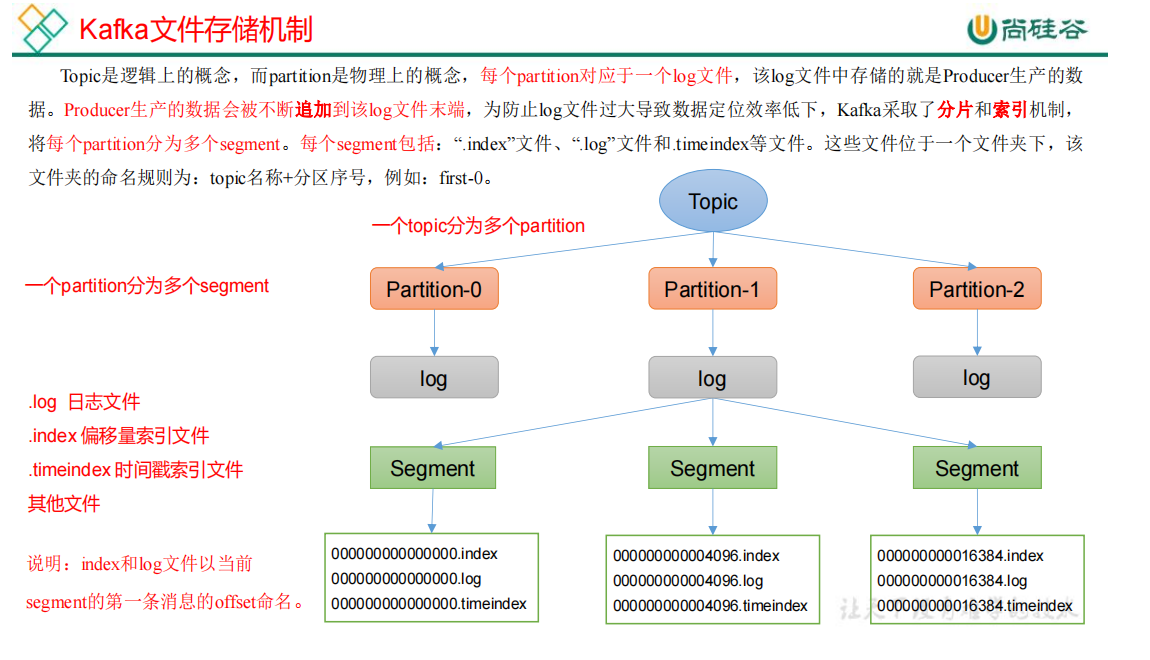 Kafka文件存储机制
尚硅谷
Topic是逻辑上的概念，而partition是物理上的概念，每个partition对应于一个log文件，该log文件中存储的就是Producer生产的数
据。Producer生产的数据会被不断追加到该log文件末端，为防止log文件过大导致数据定位效率低下，Kafka采取了分片和索引机制，
将每个partition分为多个segment。每个segment包括：“.index”文件、“.log”文件和.timeindex等文件。这些文件位于一个文件夹下，该
文件夹的命名规则为：topic名称+分区序号，例如：first-0。
Topic
一个topic分为多个partition
一个partition分为多个segment
Partition-0
Partition-1
Partition-2
log
log
log
.log 日志文件
.index 偏移量索引文件
.timeindex 时间戳索引文件
其他文件
Segment
Segment
Segment
说明：index和log文件以当前
segment的第一条消息的offset命名。
000000000000000.index
000000000000000.log
000000000000000.timeindex
000000000004096.index
000000000004096.log
000000000004096.timeindex
000000000016384.index
000000000016384.log
000000000016384.timeindex